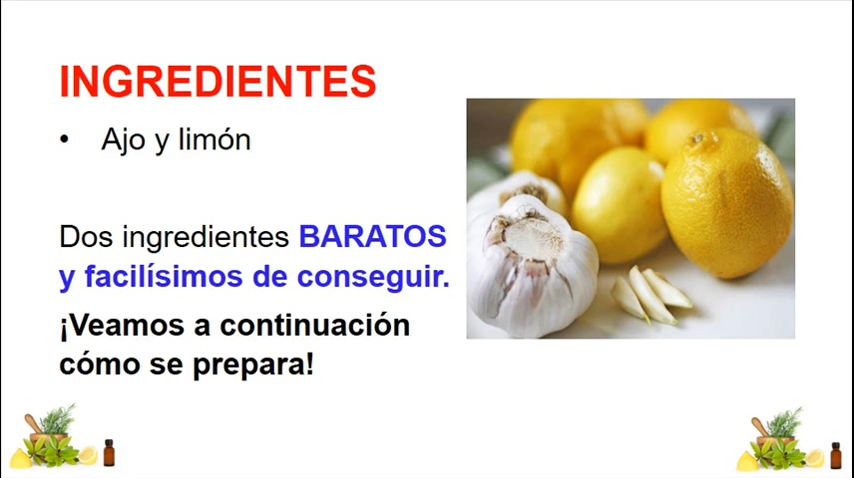 INGREDIENTES
• Ajo y limón
Dos ingredientes BARATOS
y facilísimos de conseguir.
¡Veamos a continuación
cómo se prepara!